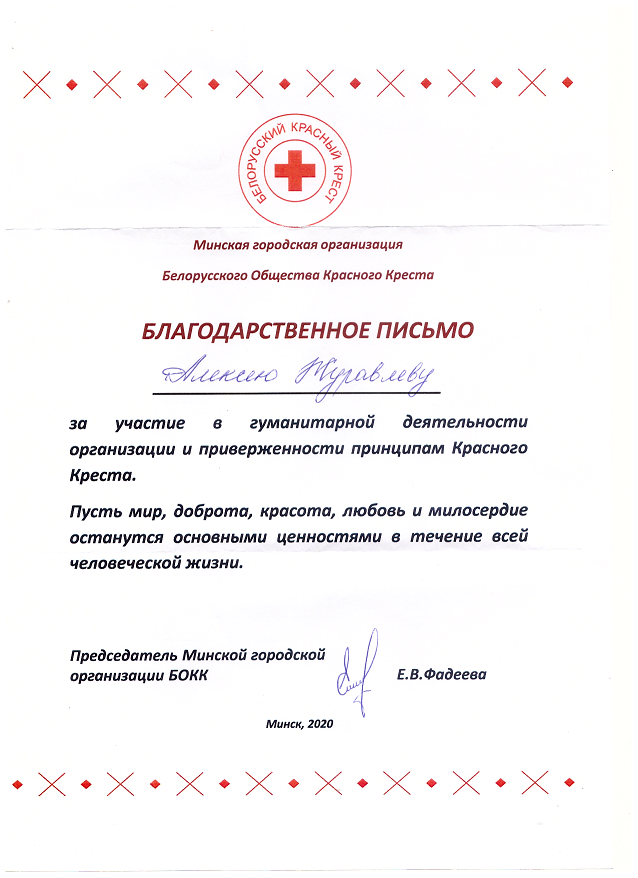 БЕЛОРУССКИЙ КРАСНЫЙ КРЕСТ
Минская городская организация
Белорусского Общества Красного Креста
БЛАГОДАРСТВЕННОЕ ПИСЬМО
Алексею Журавлеву
за участие в гуманитарной деятельности
организации и приверженности принципам Красного
Креста.
Пусть мир, доброта, красота, любовь и милосердие
останутся основными ценностями в течение всей
человеческой жизни.
Председатель Минской городской
организации БОКК
Е.В.Фадеева
Минск, 2020